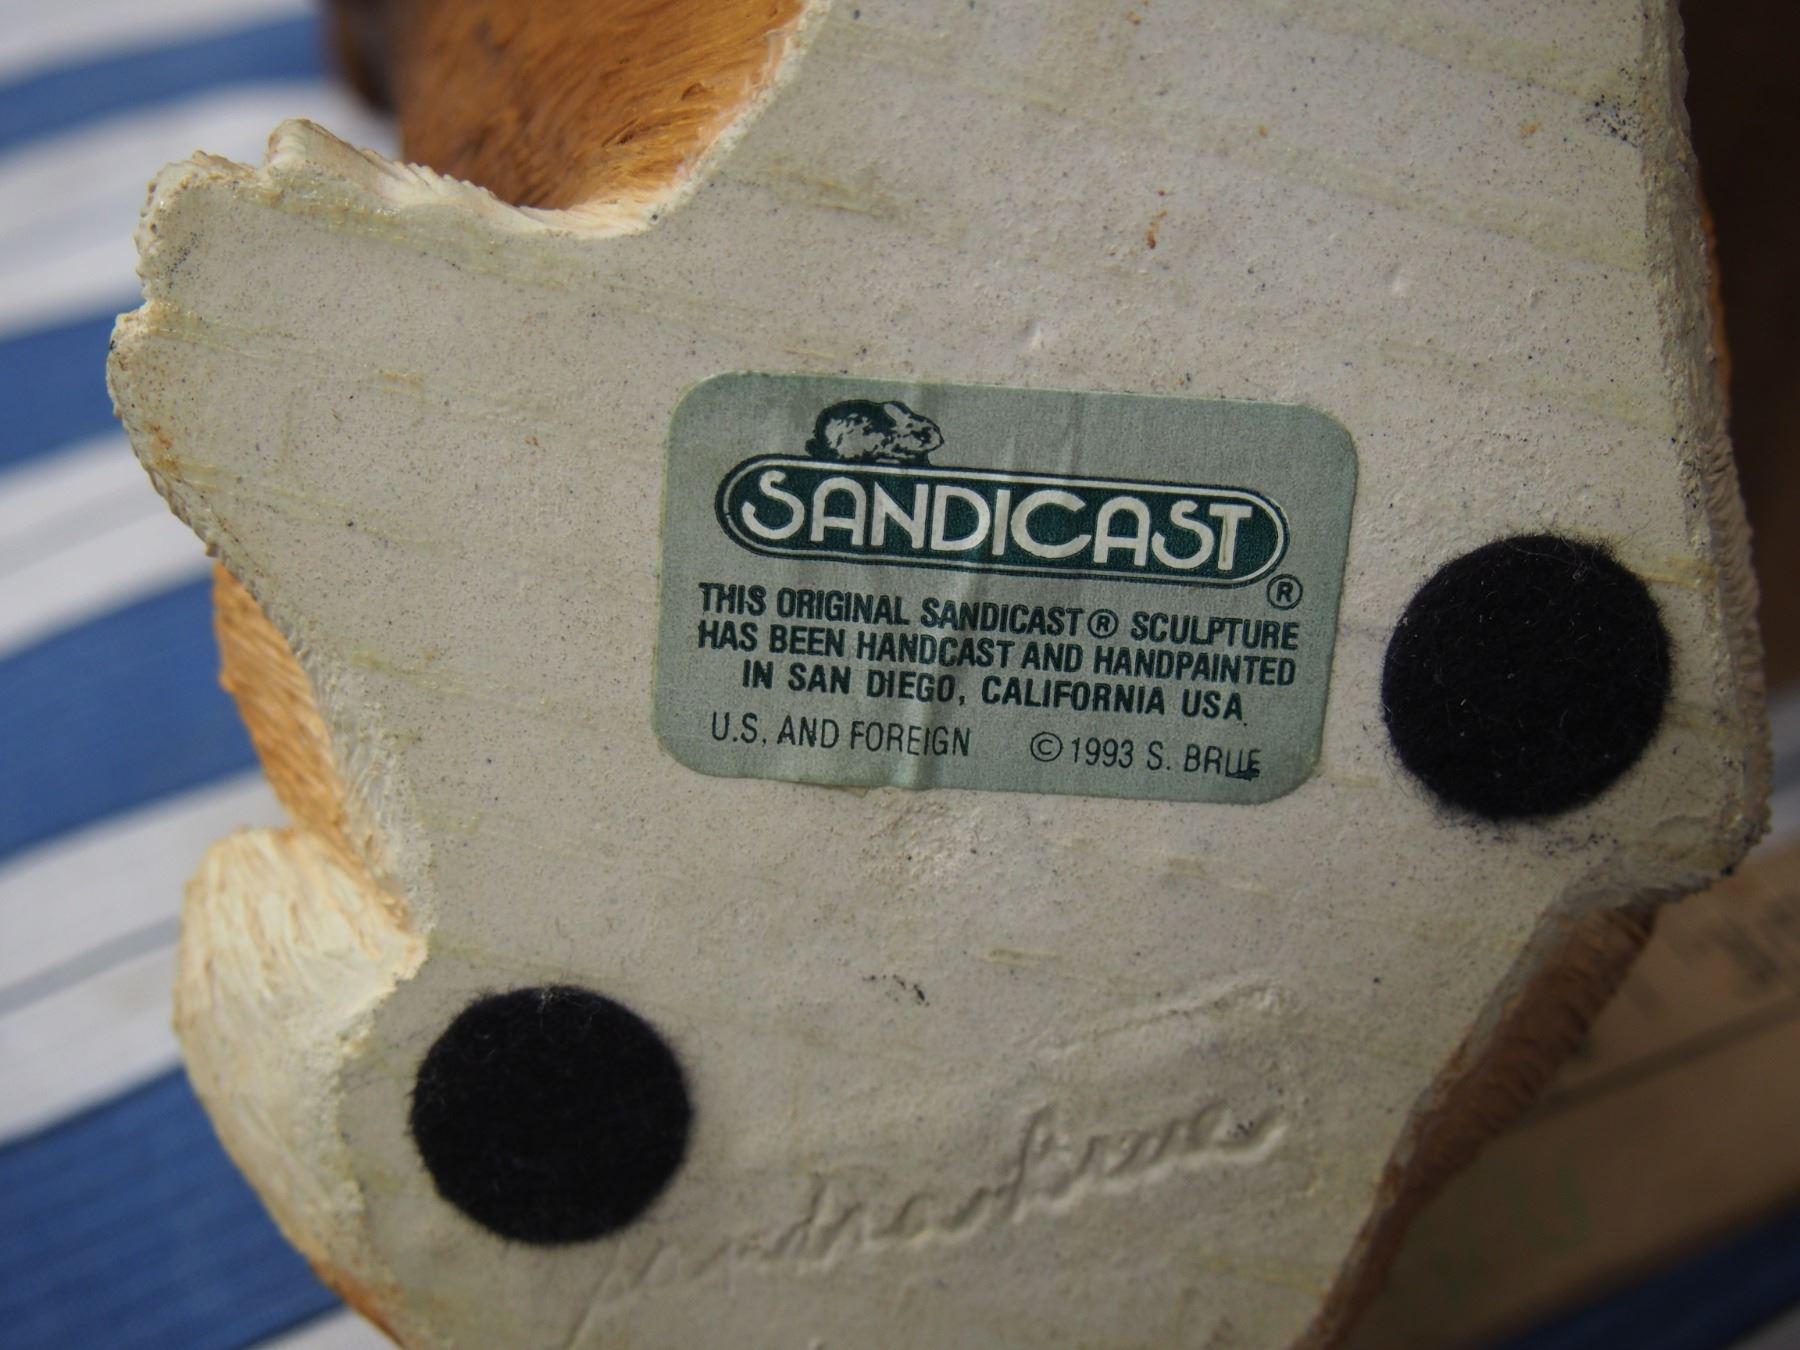 SANDICAST®
THIS ORIGINAL SANDICAST® SCULPTURE
HAS BEEN HANDCAST AND HANDPAINTED
IN SAN DIEGO, CALIFORNIA USA
U.S. AND FOREIGN © 1993 S. BRUE